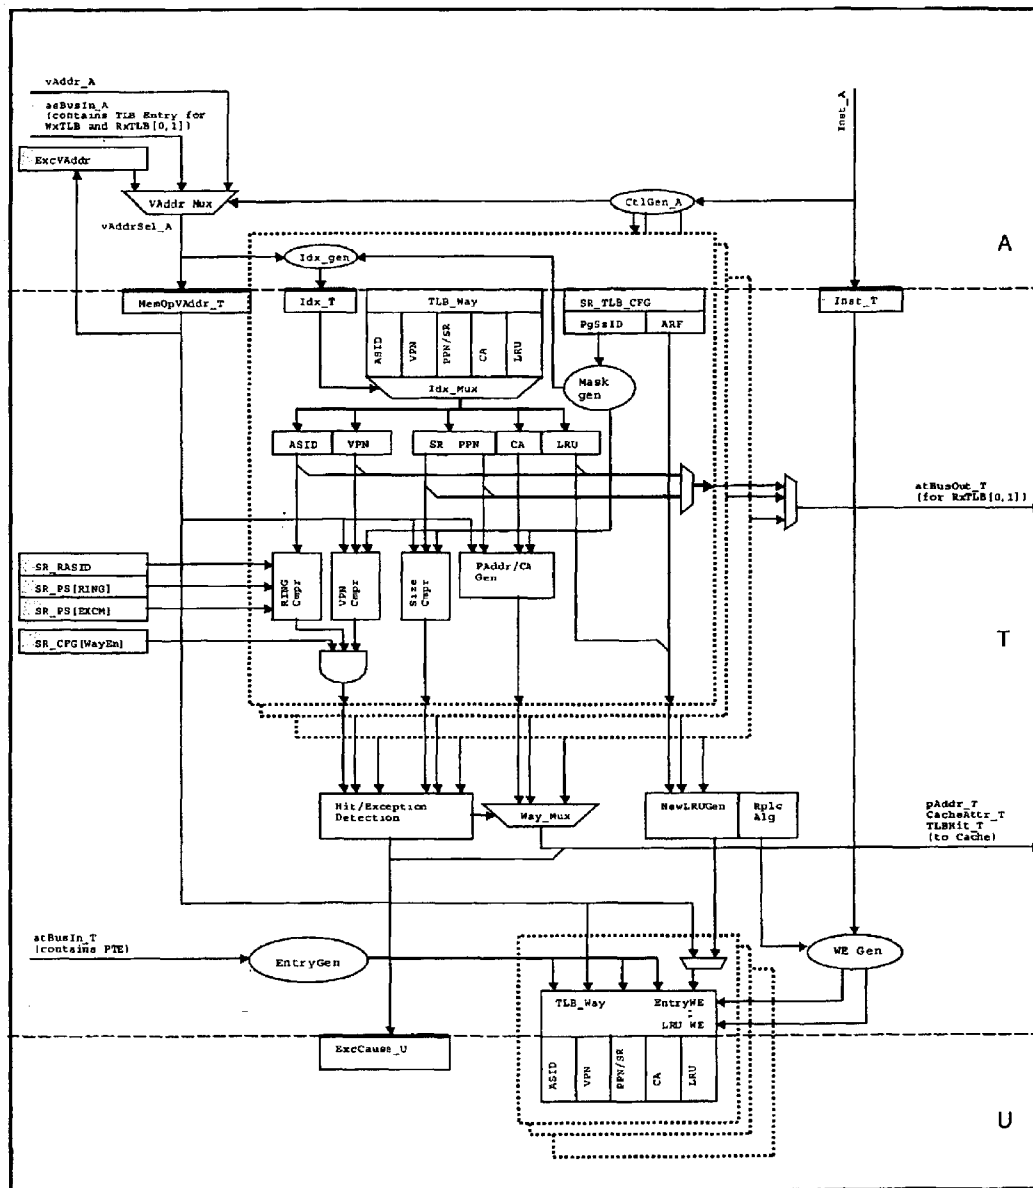 vAddr_A
asBusIn_A
(contains TLB Entry for
WxTLB and RxTLB[0,1])
ExcVAddr
VAddr Mux
vAddrSel_A
CtlGen_A
Inst_A
A
Idx_gen
MemOpVAddr_T
Idx_T
TLB_Way
ASID
VPN
PPN/SR
CA
LRU
SR_TLB_CFG
PgSzID
ARF
Inst_T
Idx_Mux
Mask
gen
ASID
VPN
SR
PPN
CA
LRU
atBusOut_T
(for RxTLB[0,1])
SR_RASID
SR_PS[RING]
SR_PS[EXCM]
SR_CFG[WayEn]
RING
Cmpr
VPN
Cmpr
Size
Cmpr
PAddr/CA
Gen
T
Hit/Exception
Detection
Way_Mux
NewLRUGen
Rplc
Alg
pAddr_T
CacheAttr_T
TLBHit_T
(to Cache)
atBusIn_T
(contains PTE)
EntryGen
WE Gen
TLB_Way
EntryWE
LRU WE
ExcCause_U
ASID
VPN
PPN/SR
CA
LRU
U